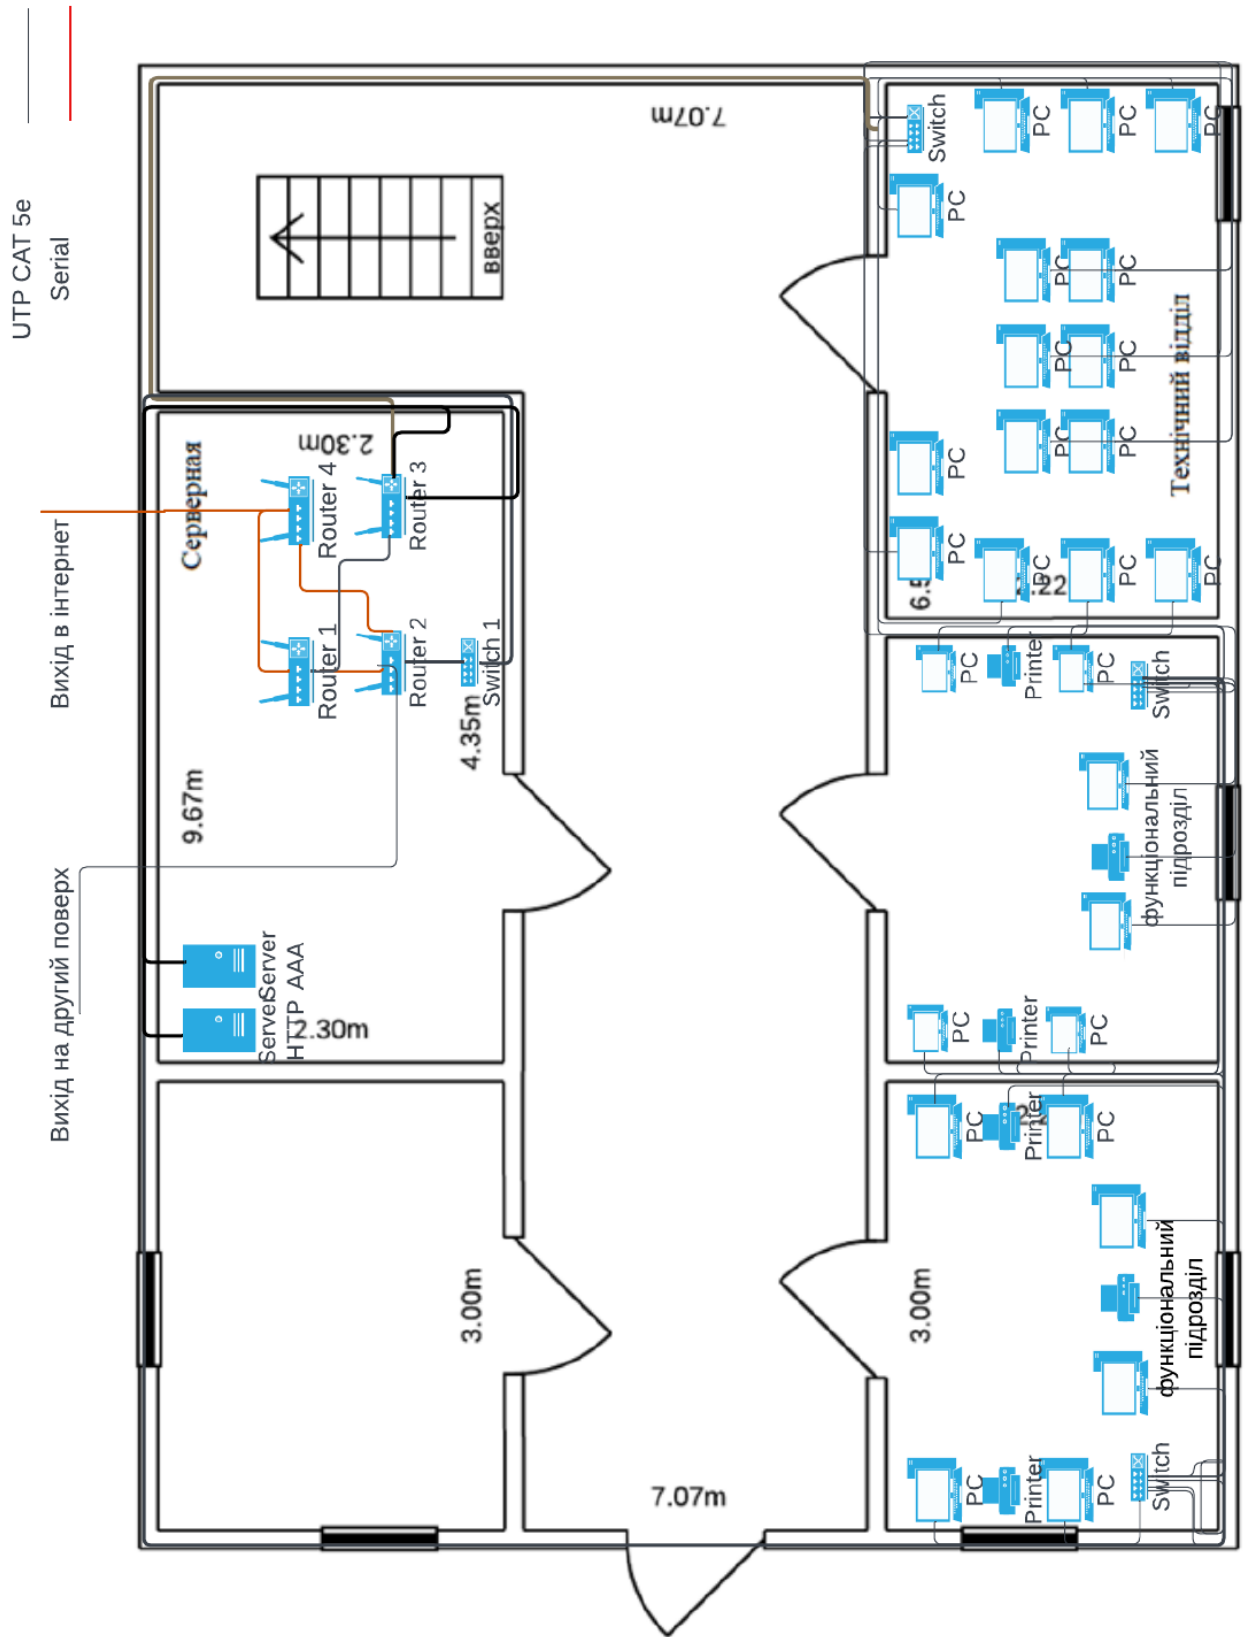 UTP CAT 5e
Serial
Вихід в інтернет
Вихід на другий поверх
7.07m
вверх
Серверная
2.30m
Router 4
Router 3
Router 1
Router 2
Switch 1
4.35m
9.67m
Server
AAA
Server
HTTP
2.30m
3.00m
7.07m
Switch
PC
PC
PC
PC
PC
PC
PC
PC
PC
PC
PC
PC
Технічний відділ
PC
PC
PC
.22
PC
Printer
PC
Switch
функціональний
підрозділ
PC
Printer
PC
PC
Printer
PC
3.00m
функціональний
підрозділ
PC
Printer
PC
Switch